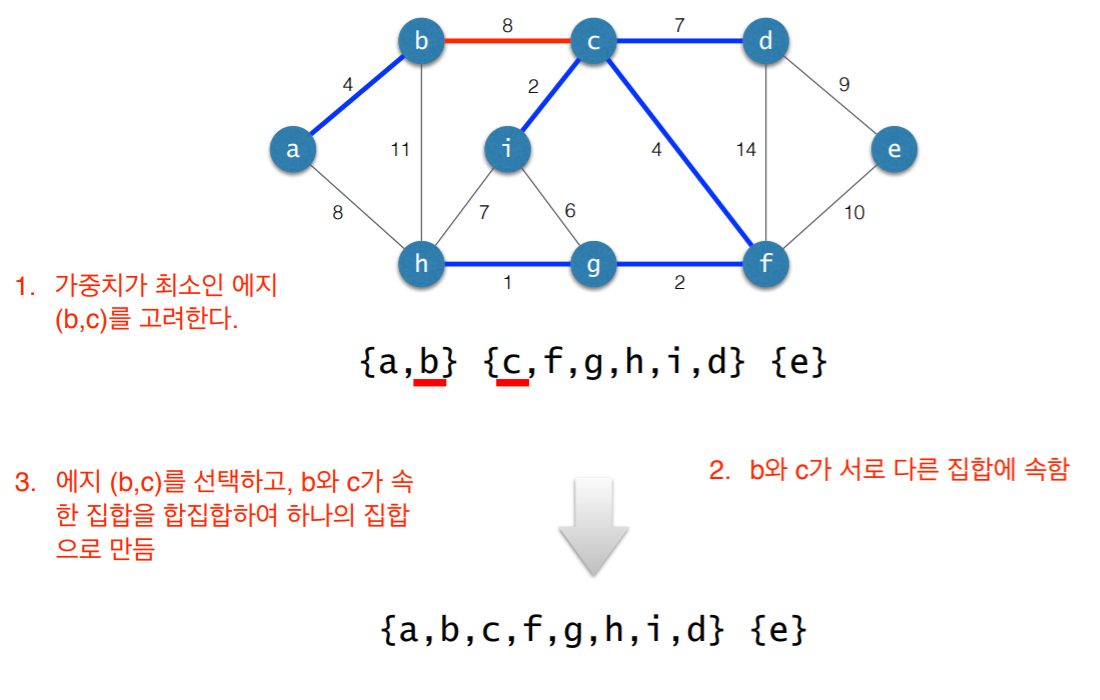 8
7
b
c
d
4
2
9
a
11
i
4
14
e
8
7
6
10
h
g
f
1
2
1. 가중치가 최소인 에지
(b,c)를 고려한다.
{a,b} {c,f,g,h,i,d} {e}
2. b와 c가 서로 다른 집합에 속함
3. 에지 (b,c)를 선택하고, b와 c가 속
한 집합을 합집합하여 하나의 집합
으로 만듬
{a,b,c,f,g,h,i,d} {e}